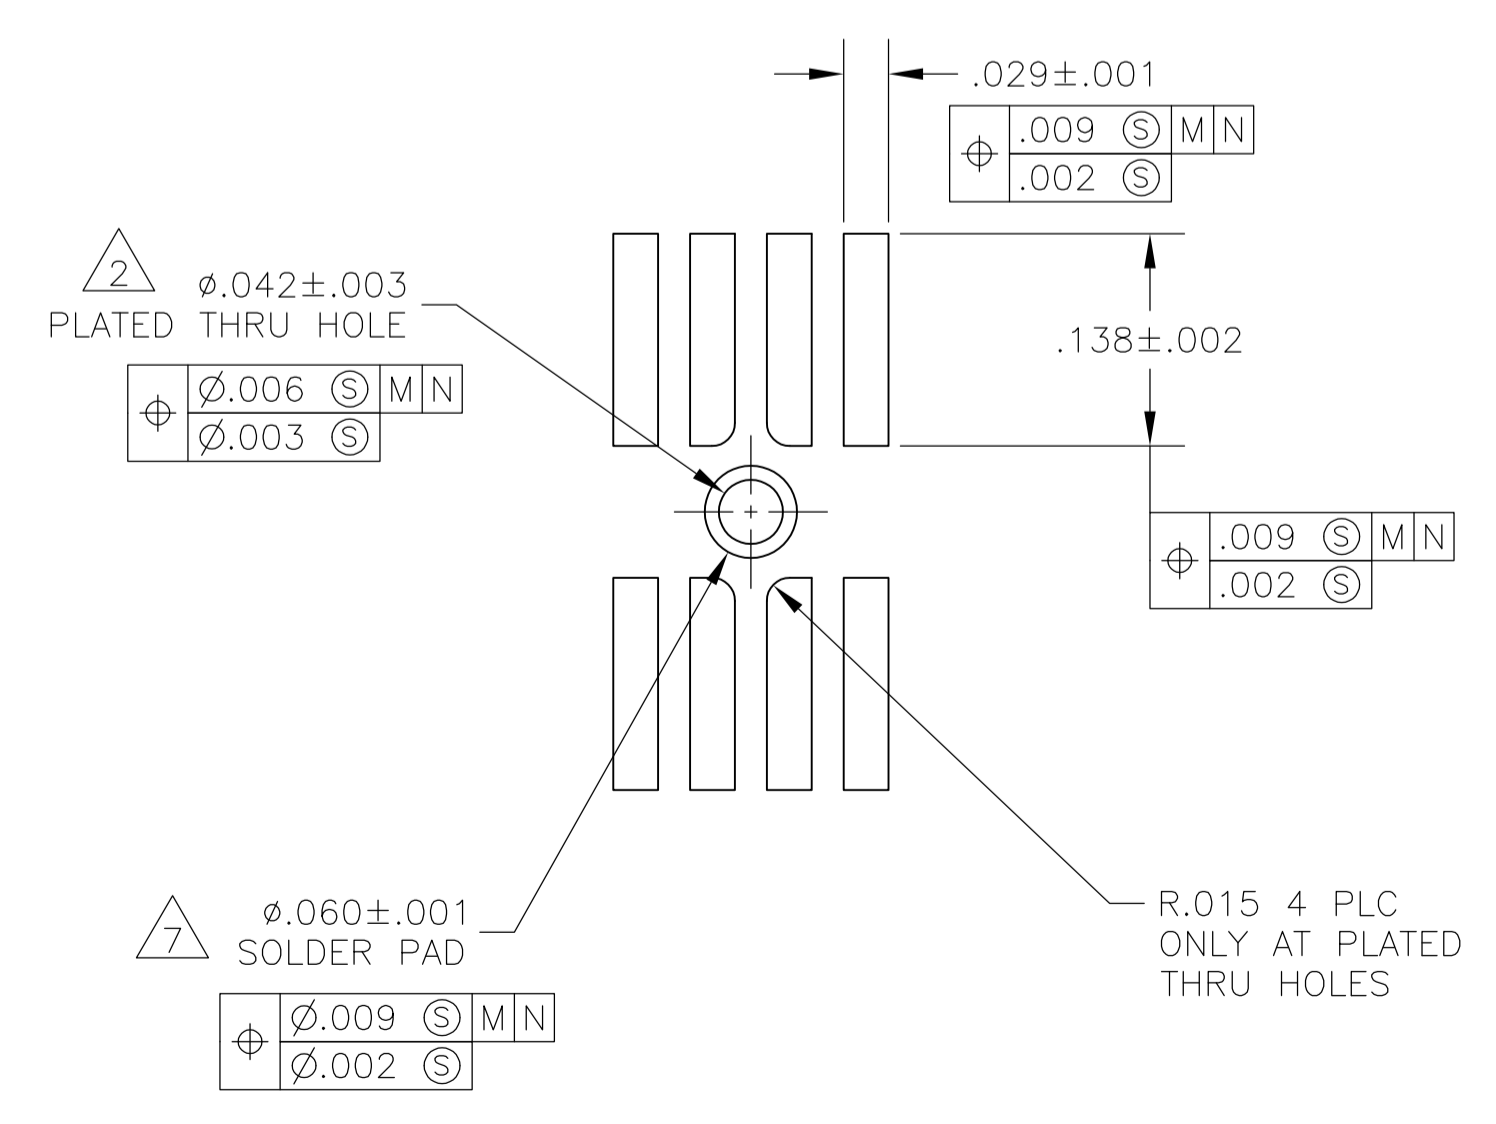 .029±.001
⌖ .009 Ⓢ M N
.002 Ⓢ
2
⌀.042±.003
PLATED THRU HOLE
⌖ ⌀.006 Ⓢ M N
⌀.003 Ⓢ
.138±.002
⌖ .009 Ⓢ M N
.002 Ⓢ
7
⌀.060±.001
SOLDER PAD
⌖ ⌀.009 Ⓢ M N
⌀.002 Ⓢ
R.015 4 PLC
ONLY AT PLATED
THRU HOLES